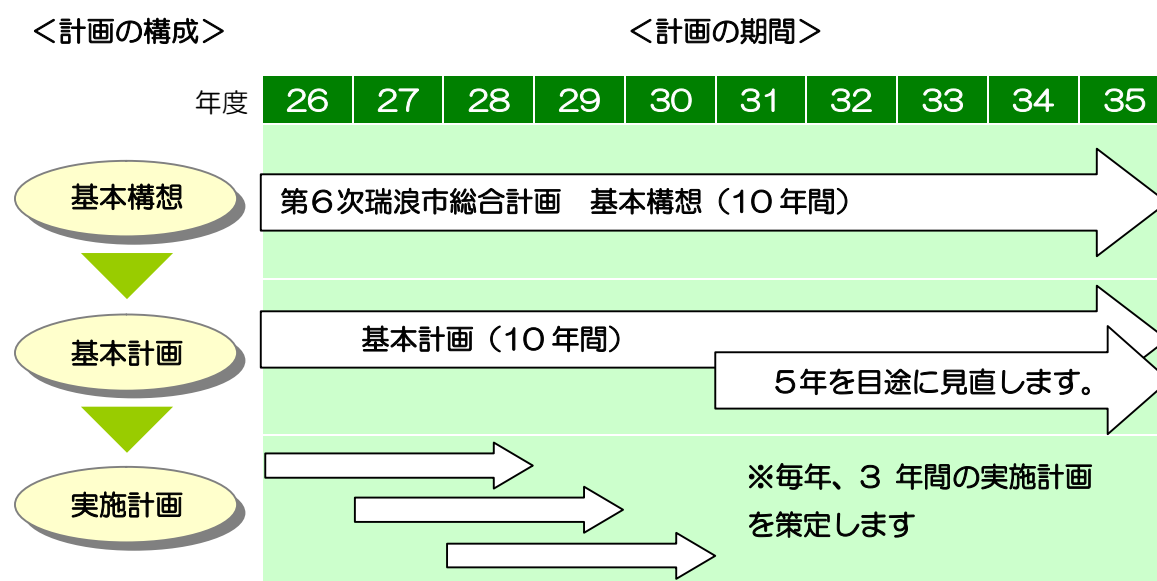 ＜計画の構成＞
＜計画の期間＞
年度 26 27 28 29 30 31 32 33 34 35
基本構想
第６次瑞浪市総合計画　基本構想（10 年間）
基本計画
基本計画（10 年間）
５年を目途に見直します。
実施計画
※毎年、３ 年間の実施計画
を策定します